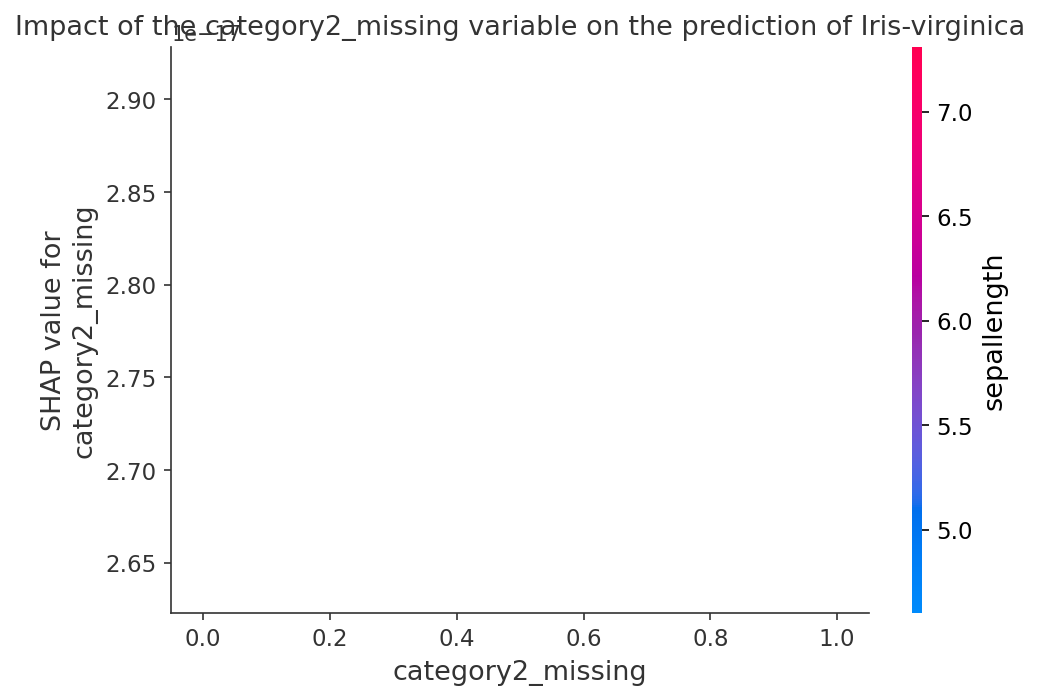 Impact of the category2_missing variable on the prediction of Iris-virginica
1e−17
2.90
2.85
2.80
2.75
2.70
2.65
SHAP value for
category2_missing
0.0 0.2 0.4 0.6 0.8 1.0
category2_missing
7.0
6.5
6.0
5.5
5.0
sepallength